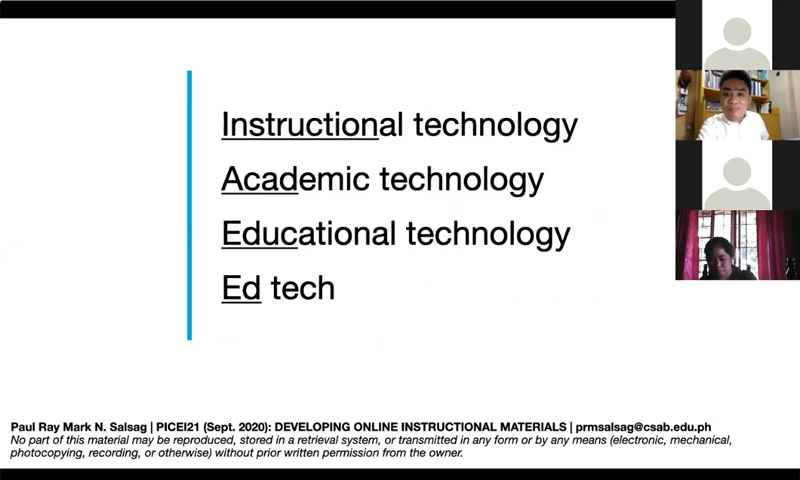 Instructional technology
Academic technology
Educational technology
Ed tech
Paul Ray Mark N. Salsag | PICEI21 (Sept. 2020): DEVELOPING ONLINE INSTRUCTIONAL MATERIALS | prmsalsag@csab.edu.ph
No part of this material may be reproduced, stored in a retrieval system, or transmitted in any form or by any means (electronic, mechanical,
photocopying, recording, or otherwise) without prior written permission from the owner.